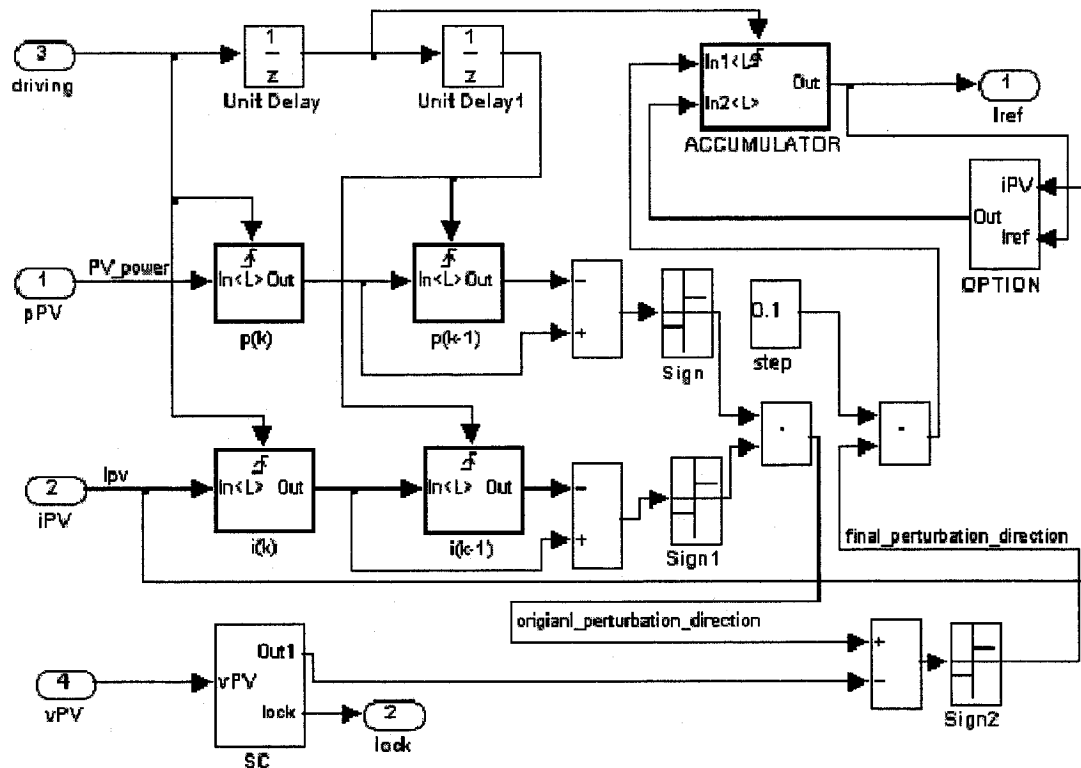 3
driving
1
z
Unit Delay
1
z
Unit Delay1
In1<L>
In2<L>
Out
ACCUMULATOR
1
Iref
iPV
Out
Iref
OPTION
1
pPV
PV_power
In<L> Out
p(k)
In<L> Out
p(k-1)
-
+
Sign
0.1
step
2
iPV
Ipv
In<L> Out
i(k)
In<L> Out
i(k-1)
-
+
Sign1
final_perturbation_direction
origianl_perturbation_direction
4
vPV
vPV
Out1
lock
SC
2
lock
+
-
Sign2